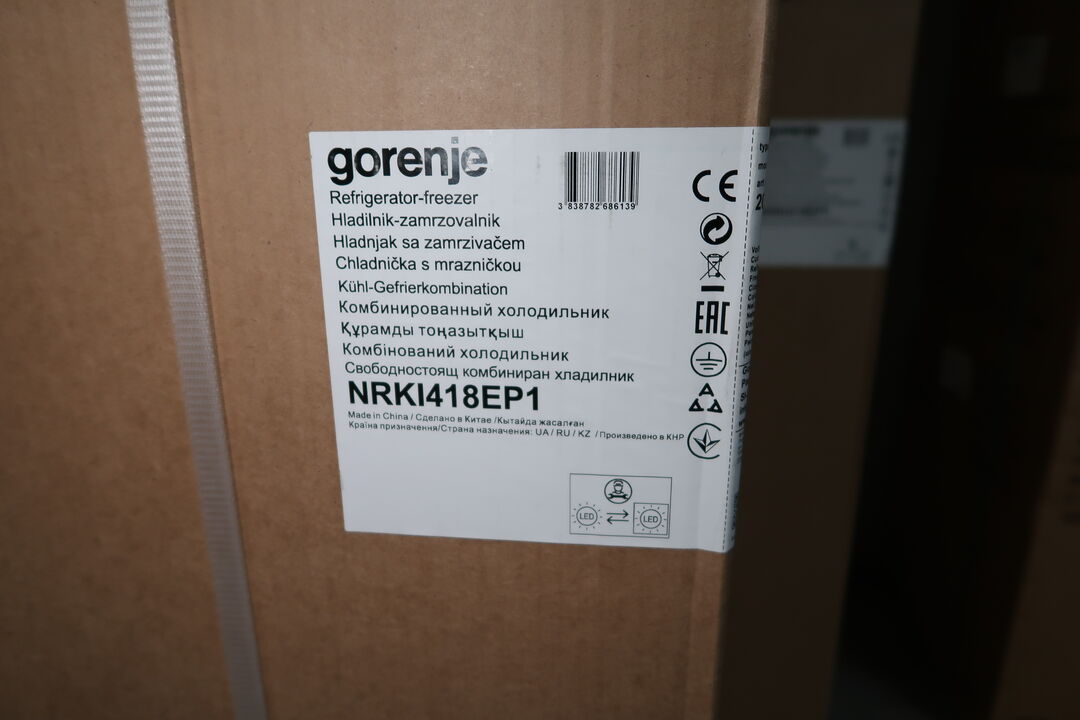 gorenje
3 838782 686139
Refrigerator-freezer
Hladilnik-zamrzovalnik
Hladnjak sa zamrzivačem
Chladnička s mrazničkou
Kühl-Gefrierkombination
Комбинированный холодильник
Құрамды тоңазытқыш
Комбінований холодильник
Свободностоящ комбиниран хладилник
NRKI418EP1
Made in China / Сделано в Китае /Кытайда жасалған
Країна призначення/Страна назначения: UA / RU / KZ / Произведено в КНР
CE
EAC
LED
LED
gorenje